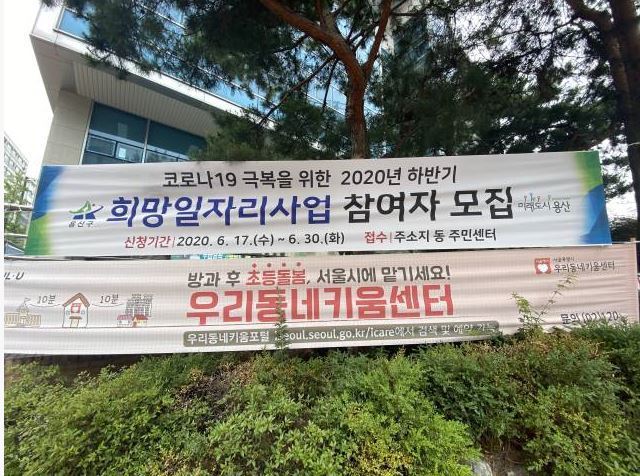 코로나19 극복을 위한 2020년 하반기
용산구 희망일자리사업 참여자 모집 미래도시 용산
신청기간 2020. 6. 17.(수) ~ 6. 30.(화) 접수 주소지 동 주민센터
방과 후 초등돌봄, 서울시에 맡기세요!
서울특별시
우리동네키움센터
10분 10분
우리동네키움센터
우리동네키움포털 seoul.seoul.go.kr/icare에서 검색 및 예약 가능
문의 (02)120